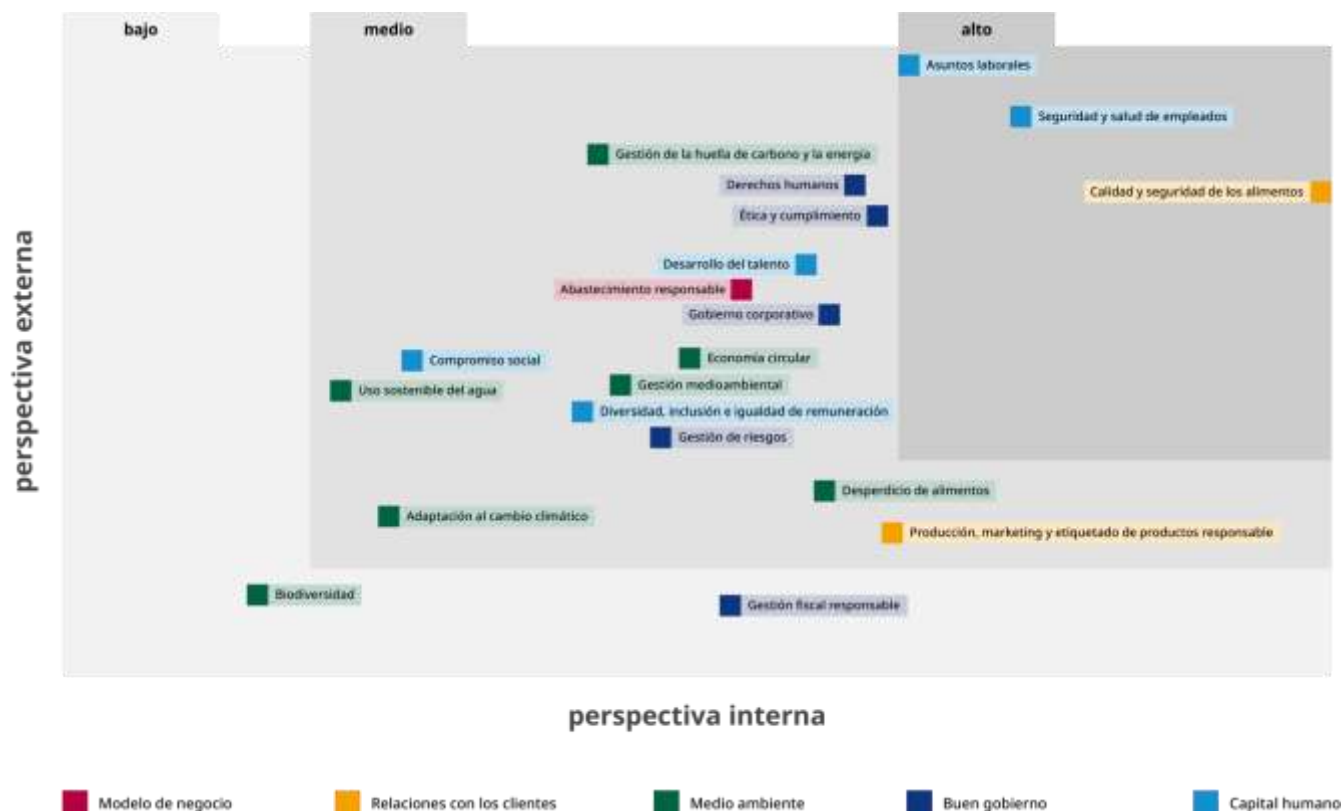 bajo
medio
alto
Asuntos laborales
Seguridad y salud de empleados
Gestión de la huella de carbono y la energía
Derechos humanos
Calidad y seguridad de los alimentos
Ética y cumplimiento
Desarrollo del talento
Abastecimiento responsable
Gobierno corporativo
Economía circular
Compromiso social
Gestión medioambiental
Uso sostenible del agua
Diversidad, inclusión e igualdad de remuneración
Gestión de riesgos
Desperdicio de alimentos
Adaptación al cambio climático
Producción, marketing y etiquetado de productos responsable
Biodiversidad
Gestión fiscal responsable
perspectiva externa
perspectiva interna
Modelo de negocio
Relaciones con los clientes
Medio ambiente
Buen gobierno
Capital humano